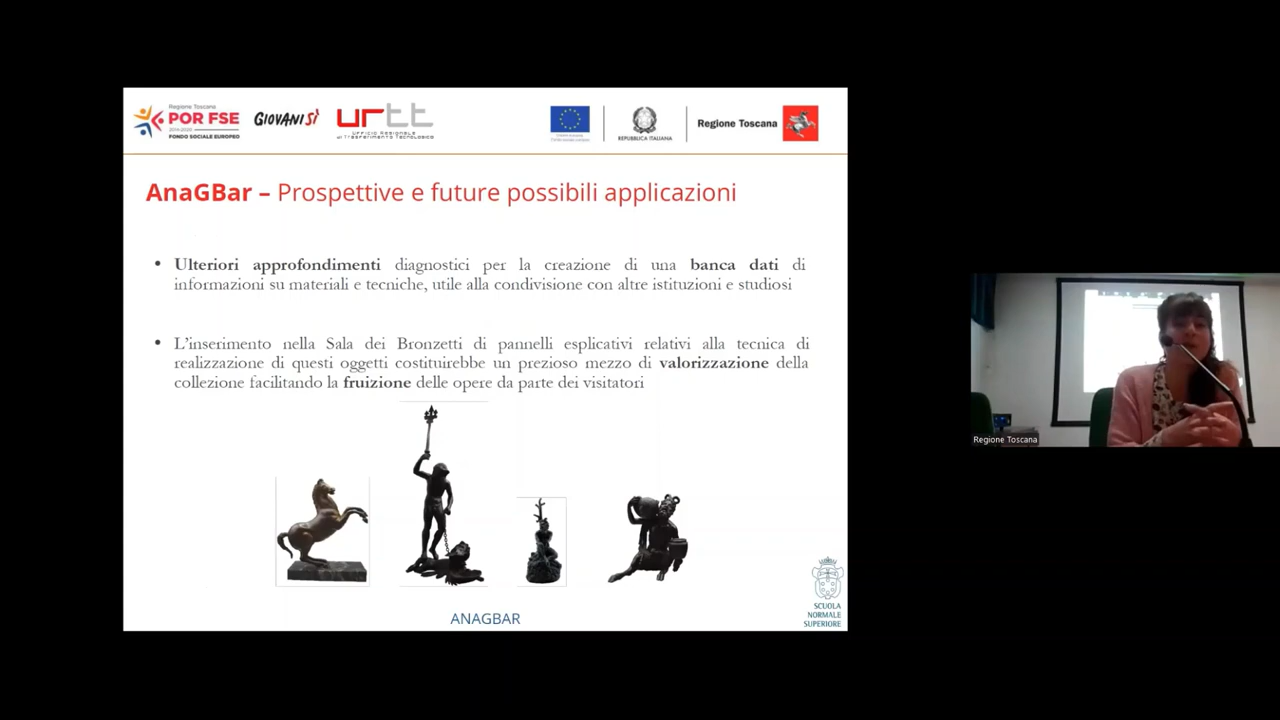 Regione Toscana
POR FSE
2014-2020
FONDO SOCIALE EUROPEO
GIOVANISÌ
urtt
Ufficio Regionale
di Trasferimento Tecnologico
REPUBBLICA ITALIANA
Regione Toscana
AnaGBar – Prospettive e future possibili applicazioni
• Ulteriori approfondimenti diagnostici per la creazione di una banca dati di
informazioni su materiali e tecniche, utile alla condivisione con altre istituzioni e studiosi
• L'inserimento nella Sala dei Bronzetti di pannelli esplicativi relativi alla tecnica di
realizzazione di questi oggetti costituirebbe un prezioso mezzo di valorizzazione della
collezione facilitando la fruizione delle opere da parte dei visitatori
ANAGBAR
SCUOLA
NORMALE
SUPERIORE
Regione Toscana